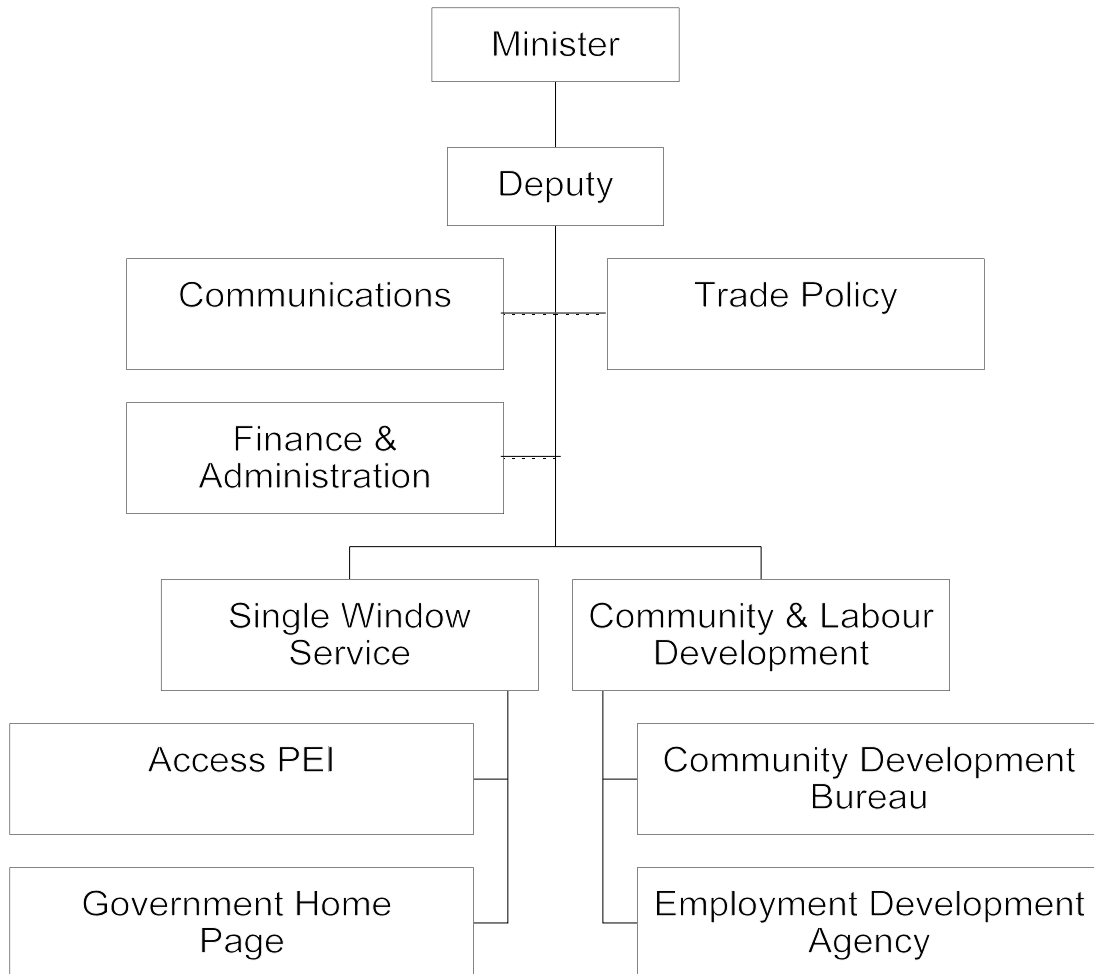 Minister
Deputy
Communications
Trade Policy
Finance &
Administration
Single Window
Service
Community & Labour
Development
Access PEI
Community Development
Bureau
Government Home
Page
Employment Development
Agency